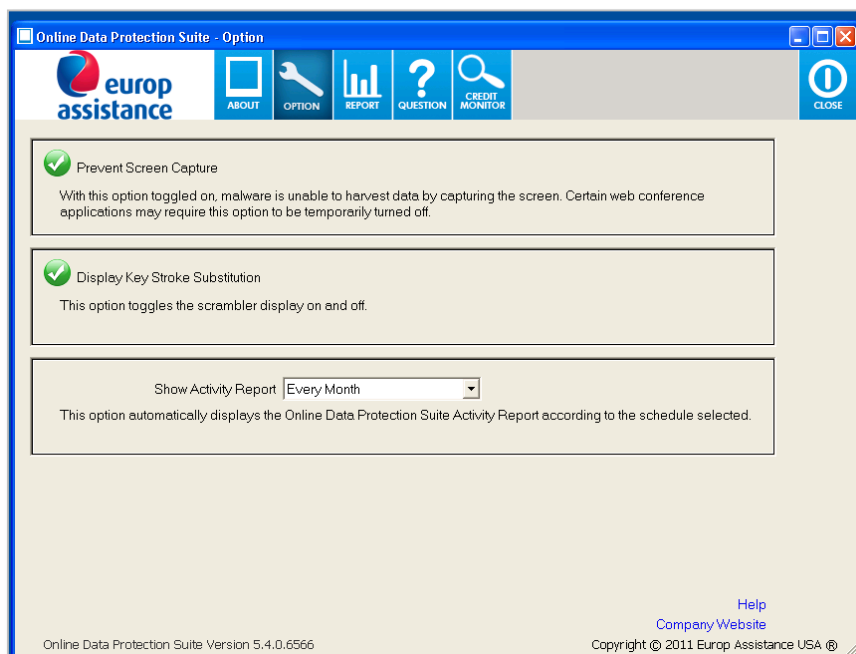 Online Data Protection Suite - Option
europ
assistance
ABOUT
OPTION
REPORT
QUESTION
CREDIT
MONITOR
CLOSE
Prevent Screen Capture
With this option toggled on, malware is unable to harvest data by capturing the screen. Certain web conference
applications may require this option to be temporarily turned off.
Display Key Stroke Substitution
This option toggles the scrambler display on and off.
Show Activity Report Every Month
This option automatically displays the Online Data Protection Suite Activity Report according to the schedule selected.
Help
Company Website
Online Data Protection Suite Version 5.4.0.6566 Copyright © 2011 Europ Assistance USA ®